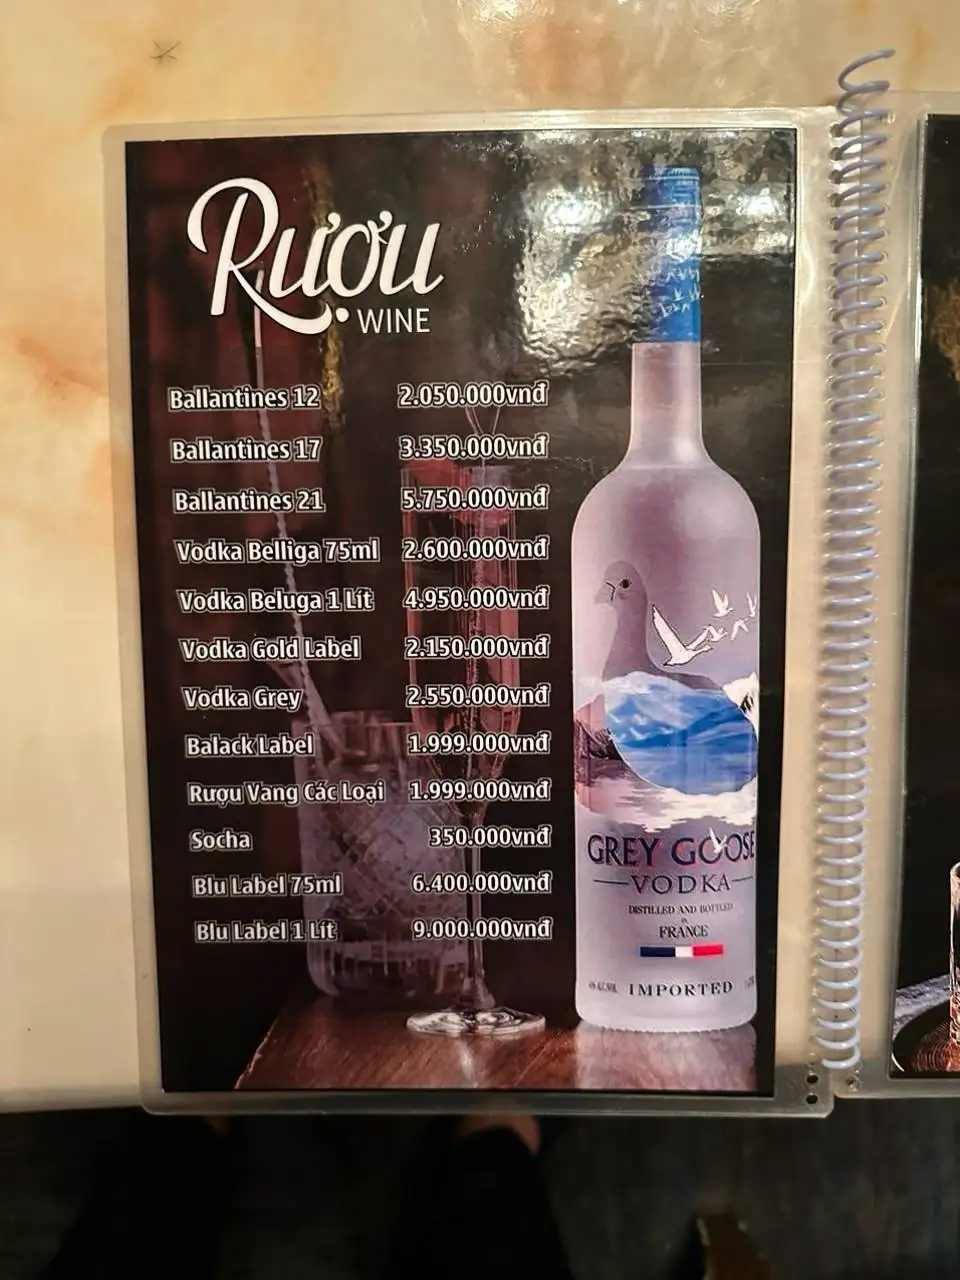 Rượu
WINE
Ballantines 12 2.050.000vnđ
Ballantines 17 3.350.000vnđ
Ballantines 21 5.750.000vnđ
Vodka Belliga 75ml 2.600.000vnđ
Vodka Beluga 1 Lít 4.950.000vnđ
Vodka Gold Label 2.150.000vnđ
Vodka Grey 2.550.000vnđ
Balack Label 1.999.000vnđ
Rượu Vang Các Loại 1.999.000vnđ
Socha 350.000vnđ
Blu Label 75ml 6.400.000vnđ
Blu Label 1 Lít 9.000.000vnđ
GREY GOOSE
VODKA
DISTILLED AND BOTTLED
FRANCE
IMPORTED